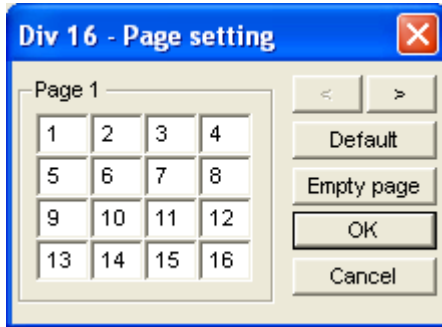 Div 16 - Page setting
Page 1
1 2 3 4
5 6 7 8
9 10 11 12
13 14 15 16
< >
Default
Empty page
OK
Cancel